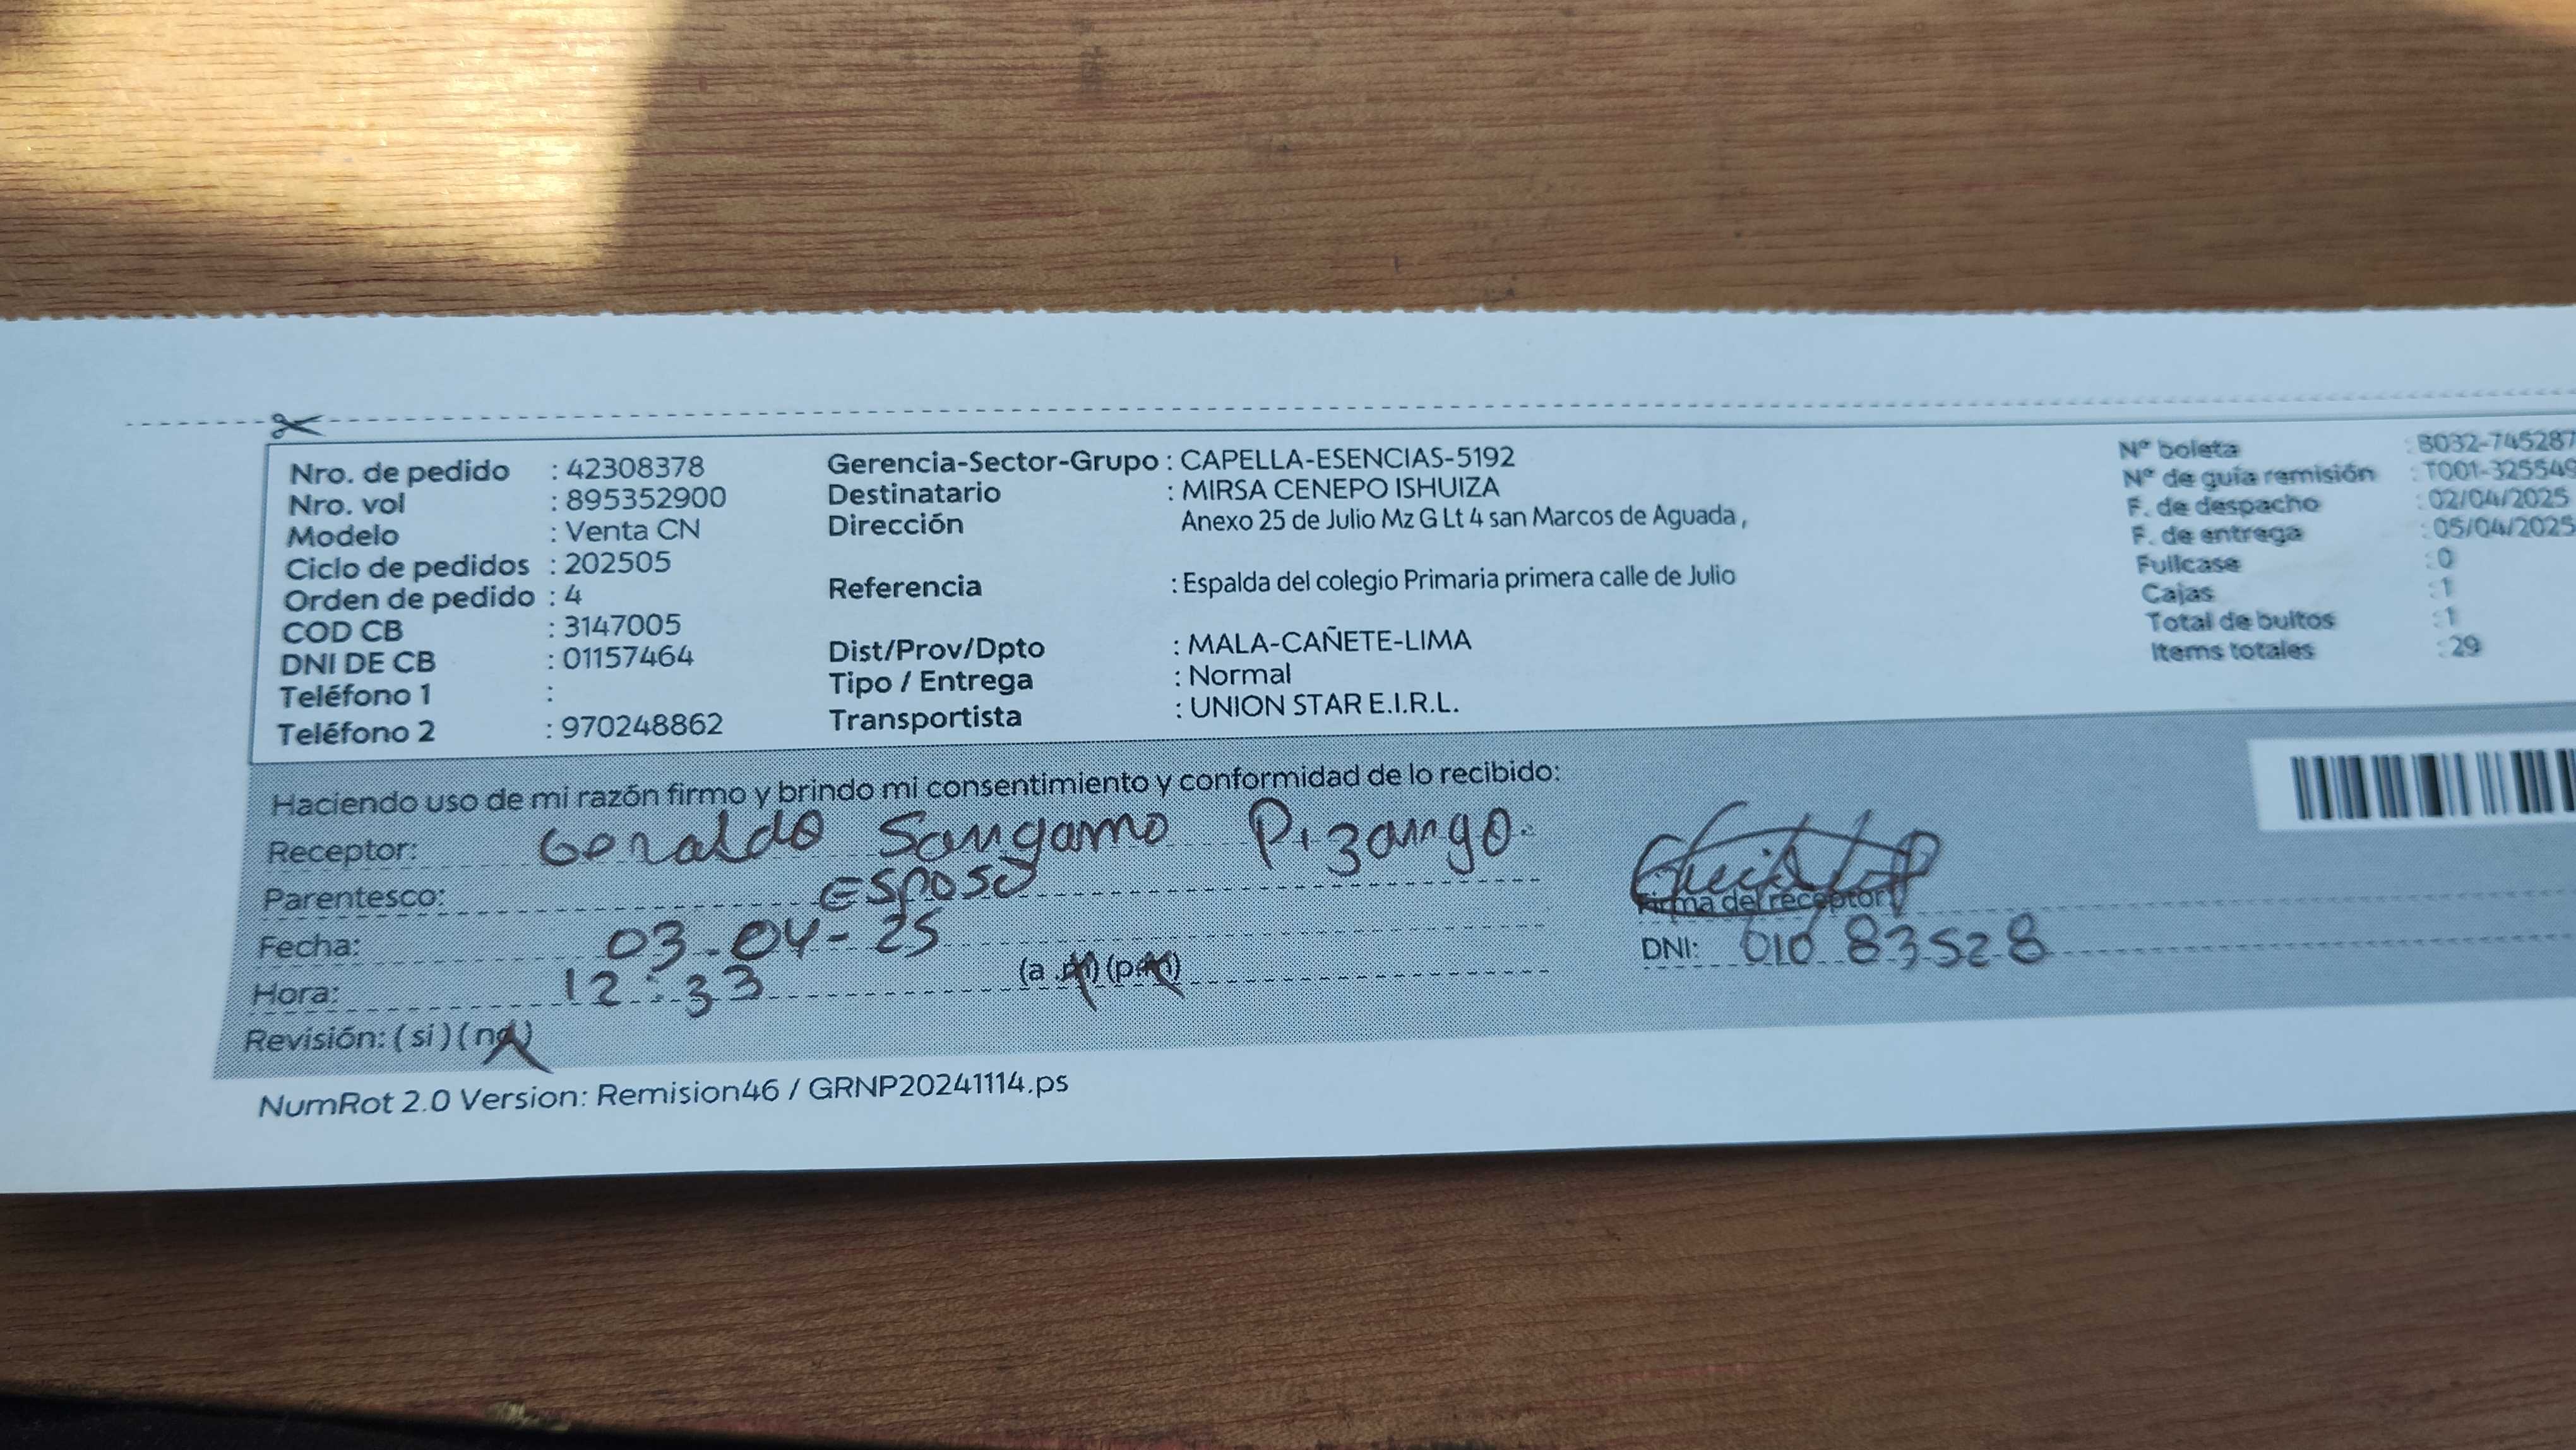 Nro. de pedido : 42308378
Nro. vol : 895352900
Modelo : Venta CN
Ciclo de pedidos : 202505
Orden de pedido : 4
COD CB : 3147005
DNI DE CB : 01157464
Teléfono 1 :
Teléfono 2 : 970248862
Gerencia-Sector-Grupo : CAPELLA-ESENCIAS-5192
Destinatario : MIRSA CENEPO ISHUIZA
Dirección Anexo 25 de Julio Mz G Lt 4 san Marcos de Aguada ,
Referencia : Espalda del colegio Primaria primera calle de Julio
Dist/Prov/Dpto : MALA-CAÑETE-LIMA
Tipo / Entrega : Normal
Transportista : UNION STAR E.I.R.L.
Nº boleta : B032-745287
Nº de guía remisión : T001-325549
F. de despacho : 02/04/2025
F. de entrega : 05/04/2025
Fullcase : 0
Cajas : 1
Total de bultos : 1
Items totales : 29
Haciendo uso de mi razón firmo y brindo mi consentimiento y conformidad de lo recibido:
Receptor: Geraldo Sangamo Pizango.
Parentesco: Esposo
Fecha: 03-04-25
Hora: 12:33 (a.m) (p.m)
Revisión: ( si ) ( no )
Firma del receptor
DNI: 01083528
NumRot 2.0 Version: Remision46 / GRNP20241114.ps